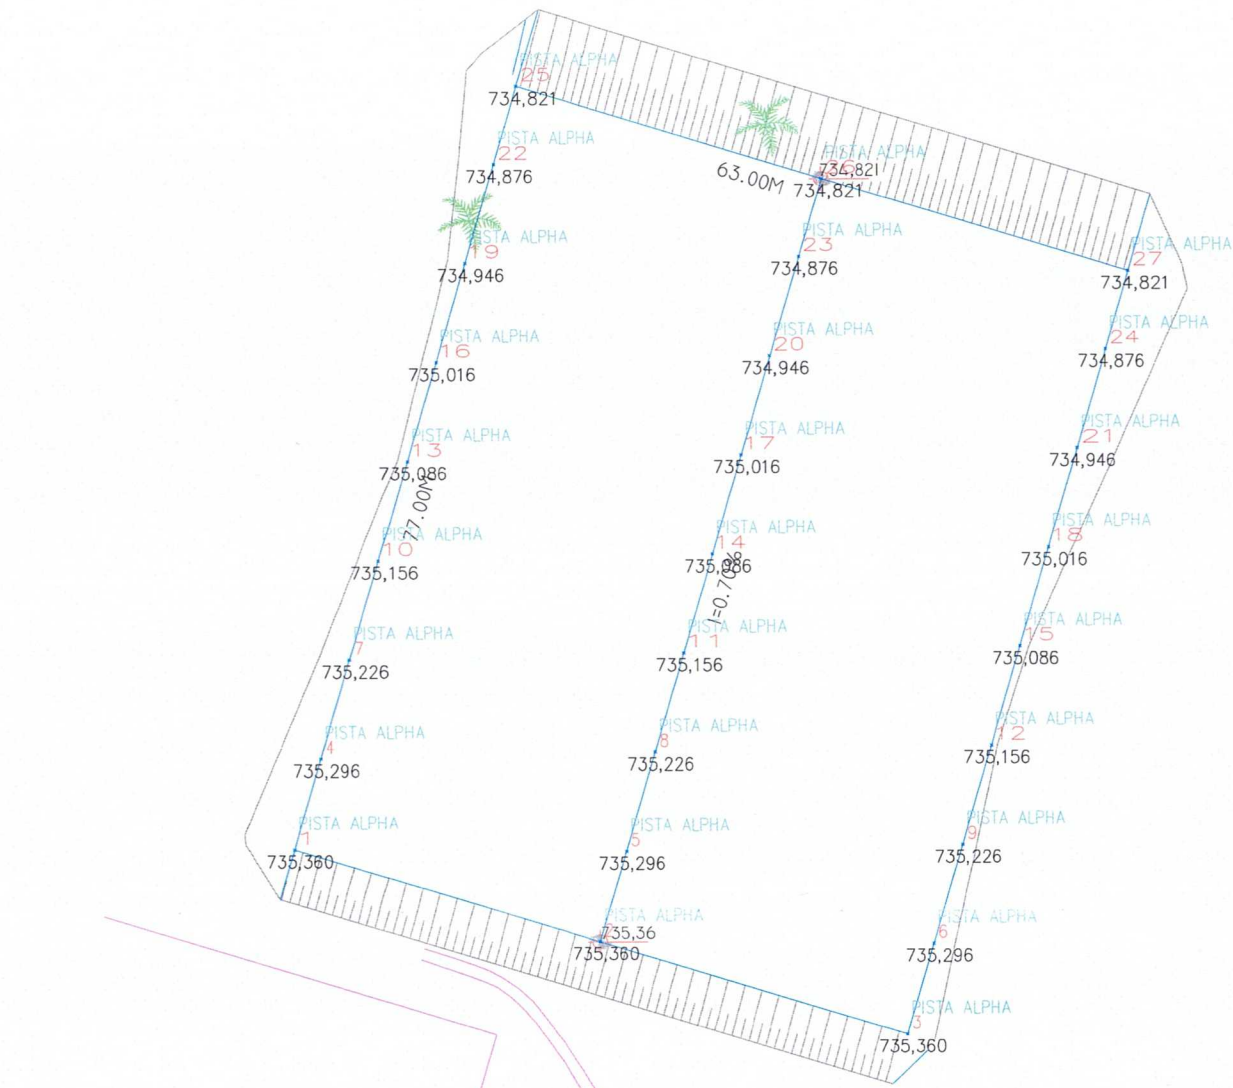 PISTA ALPHA
25
734,821
PISTA ALPHA
22
734,876
PISTA ALPHA
26
734,821
734,821
63.00M
PISTA ALPHA
19
734,946
PISTA ALPHA
23
734,876
PISTA ALPHA
27
734,821
PISTA ALPHA
16
735,016
PISTA ALPHA
20
734,946
PISTA ALPHA
24
734,876
PISTA ALPHA
13
735,086
77.00M
PISTA ALPHA
17
735,016
PISTA ALPHA
21
734,946
PISTA ALPHA
10
735,156
PISTA ALPHA
14
735,086
I=0.70%
PISTA ALPHA
18
735,016
PISTA ALPHA
7
735,226
PISTA ALPHA
11
735,156
PISTA ALPHA
15
735,086
PISTA ALPHA
4
735,296
PISTA ALPHA
8
735,226
PISTA ALPHA
12
735,156
PISTA ALPHA
1
735,360
PISTA ALPHA
5
735,296
PISTA ALPHA
9
735,226
PISTA ALPHA
2
735,36
735,360
PISTA ALPHA
6
735,296
PISTA ALPHA
3
735,360